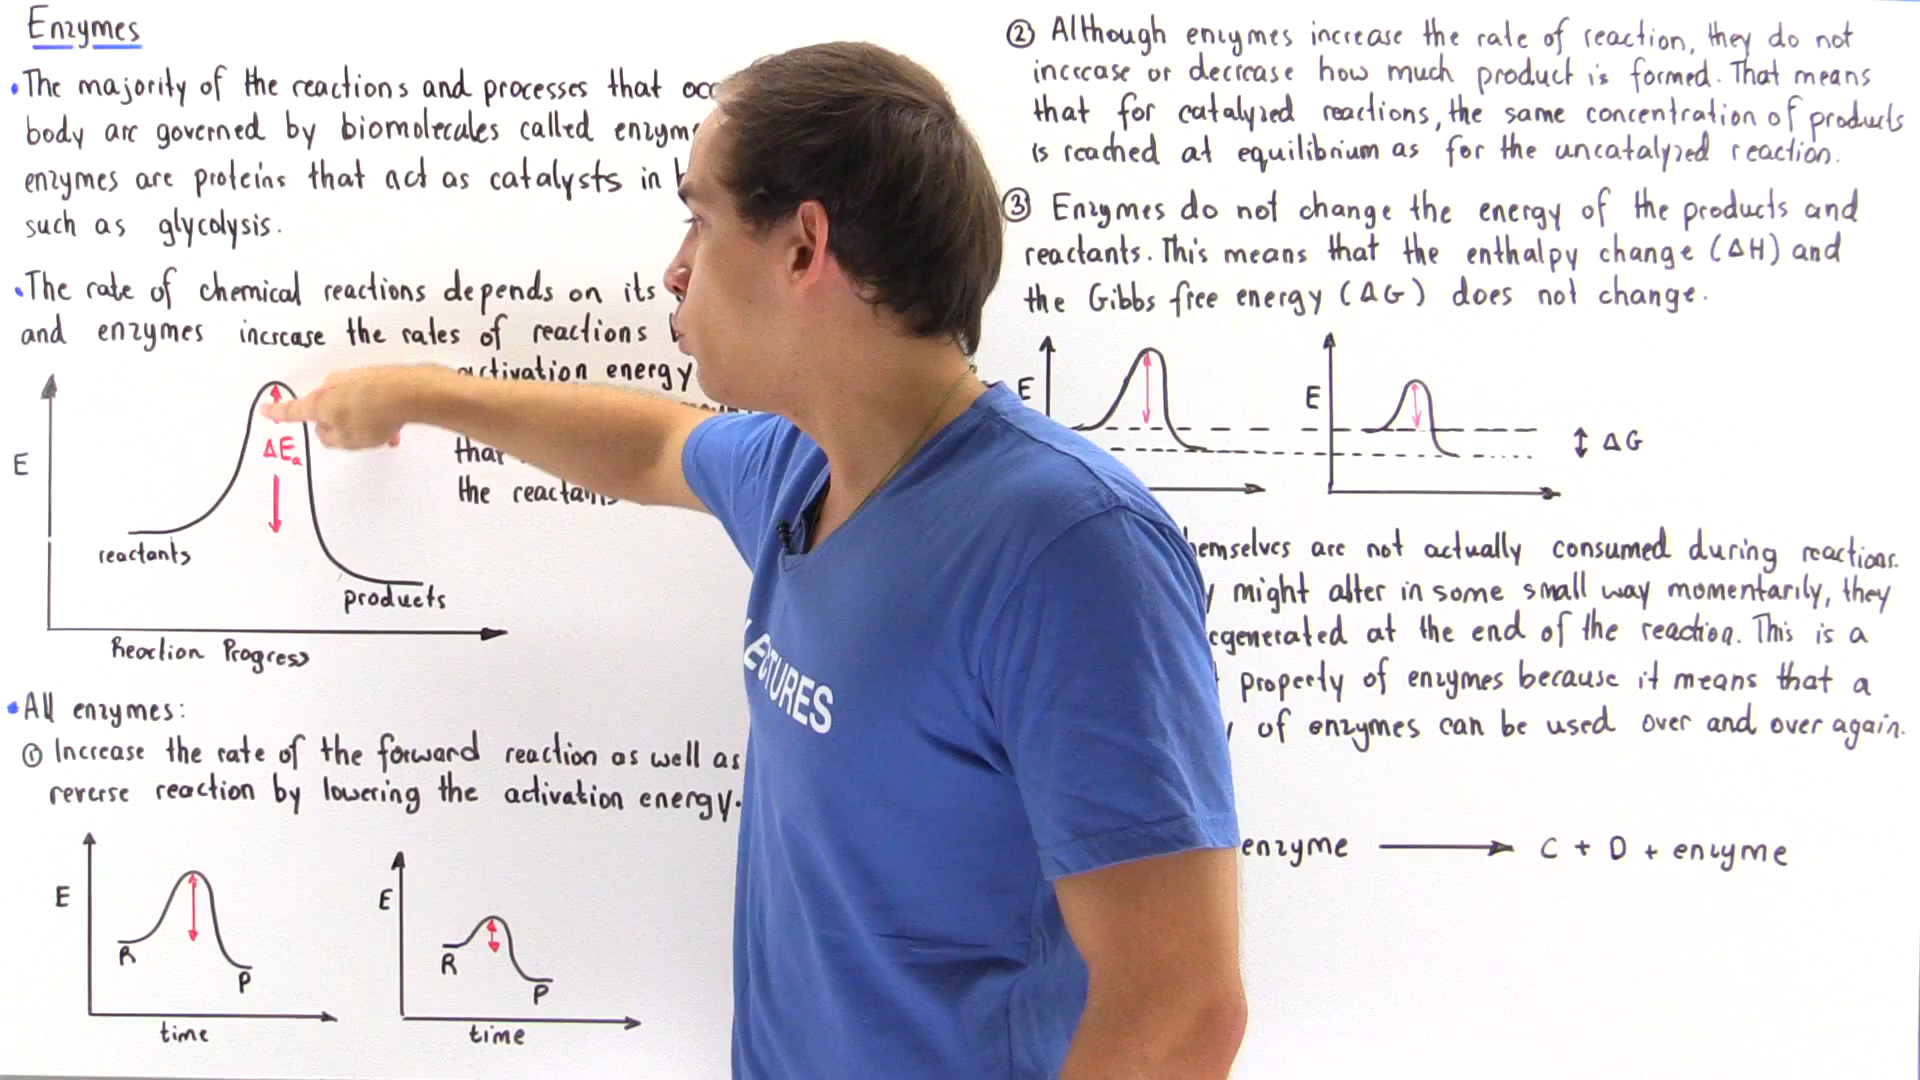 Enzymes
•The majority of the reactions and processes that
body are governed by biomolecules called
enzymes are proteins that act as catalysts in
such as glycolysis.
•The rate of chemical reactions depends on its
and enzymes increase the rates of reactions
activation energy
the reactants
E
ΔEa
reactants
products
Reaction Progress
•All enzymes:
① Increase the rate of the forward reaction as well as
reverse reaction by lowering the activation energy.
E
R
P
time
E
R
P
time
② Although enzymes increase the rate of reaction, they do not
increase or decrease how much product is formed. That means
that for catalyzed reactions, the same concentration of products
is reached at equilibrium as for the uncatalyzed reaction.
③ Enzymes do not change the energy of the products and
reactants. This means that the enthalpy change (ΔH) and
the Gibbs free energy (ΔG) does not change.
E
E
ΔG
are not actually consumed during reactions.
might alter in some small way momentarily, they
at the end of the reaction. This is a
property of enzymes because it means that a
of enzymes can be used over and over again.
enzyme → C + D + enzyme
LECTURES